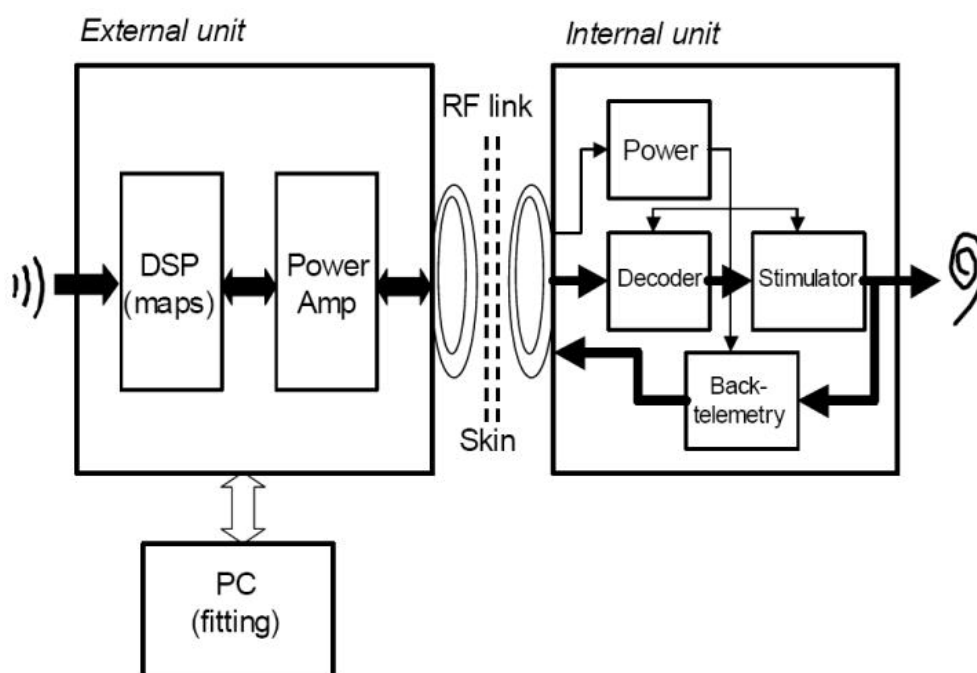 External unit
Internal unit
RF link
Power
DSP
(maps)
Power
Amp
Decoder
Stimulator
Back-
telemetry
Skin
PC
(fitting)